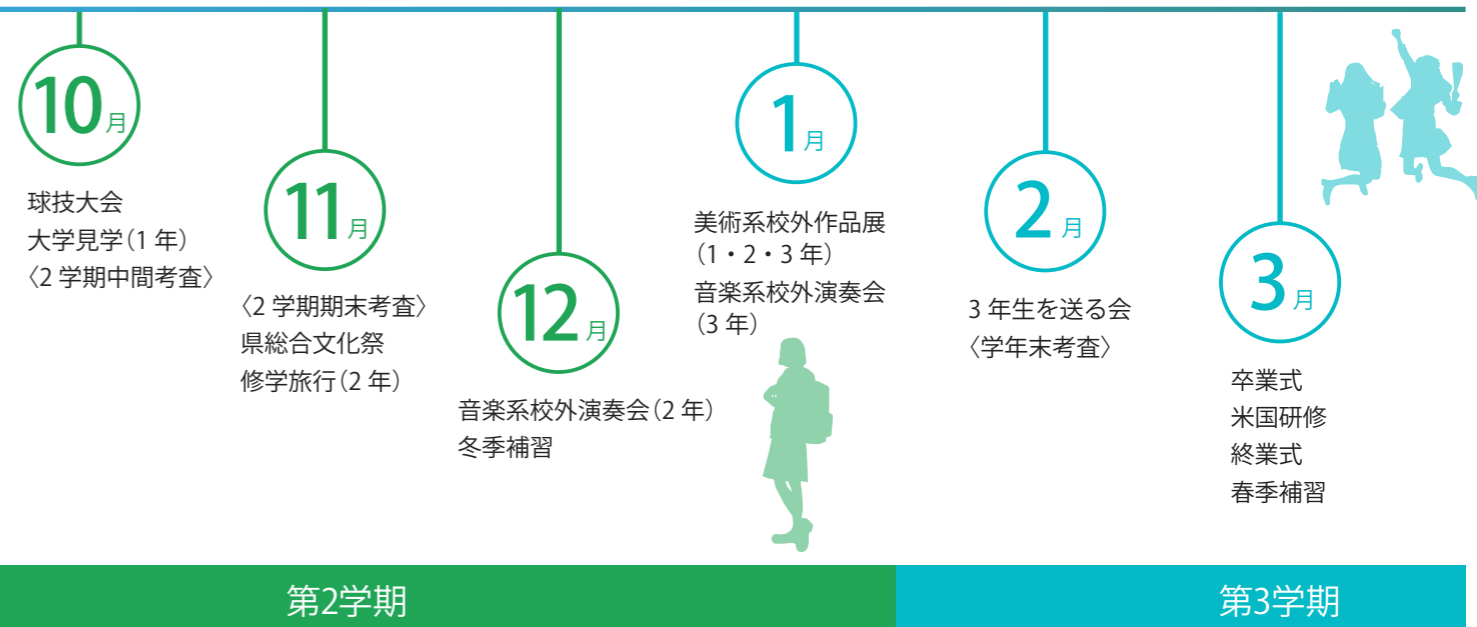 10月
球技大会
大学見学(1年)
〈2学期中間考査〉
11月
〈2学期期末考査〉
県総合文化祭
修学旅行(2年)
12月
音楽系校外演奏会(2年)
冬季補習
1月
美術系校外作品展
(1・2・3年)
音楽系校外演奏会
(3年)
2月
3年生を送る会
〈学年末考査〉
3月
卒業式
米国研修
終業式
春季補習
第2学期
第3学期